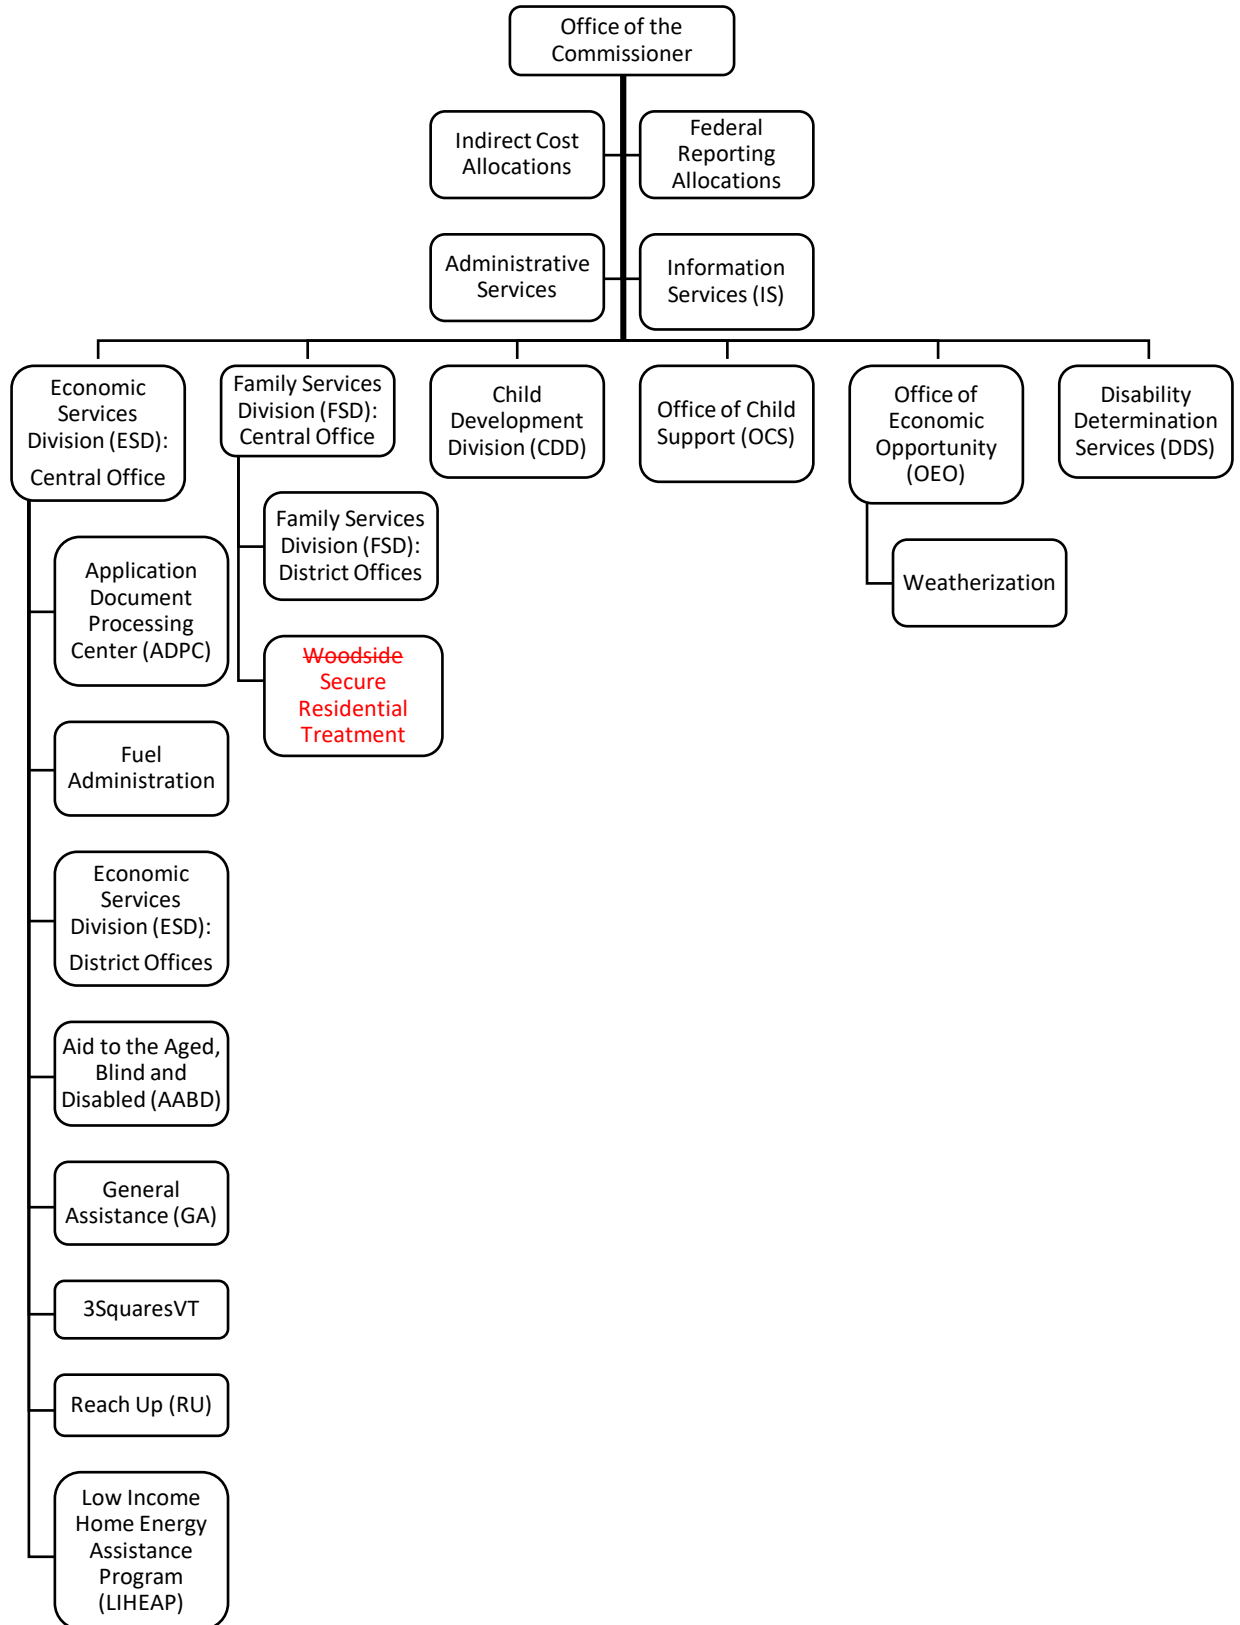 Office of the
Commissioner
Indirect Cost
Allocations
Federal
Reporting
Allocations
Administrative
Services
Information
Services (IS)
Economic
Services
Division (ESD):
Central Office
Family Services
Division (FSD):
Central Office
Child
Development
Division (CDD)
Office of Child
Support (OCS)
Office of
Economic
Opportunity
(OEO)
Disability
Determination
Services (DDS)
Application
Document
Processing
Center (ADPC)
Fuel
Administration
Economic
Services
Division (ESD):
District Offices
Aid to the Aged,
Blind and
Disabled (AABD)
General
Assistance (GA)
3SquaresVT
Reach Up (RU)
Low Income
Home Energy
Assistance
Program
(LIHEAP)
Family Services
Division (FSD):
District Offices
Woodside
Secure
Residential
Treatment
Weatherization